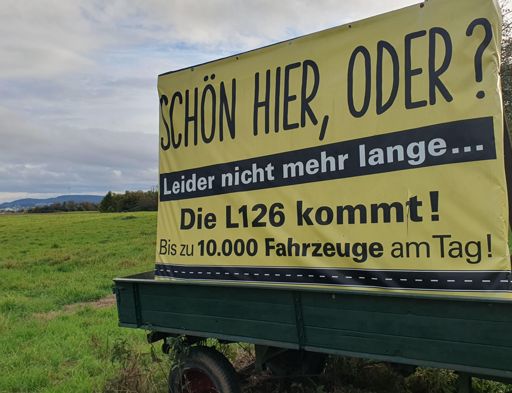 SCHÖN HIER, ODER?
Leider nicht mehr lange...
Die L126 kommt!
Bis zu 10.000 Fahrzeuge am Tag!